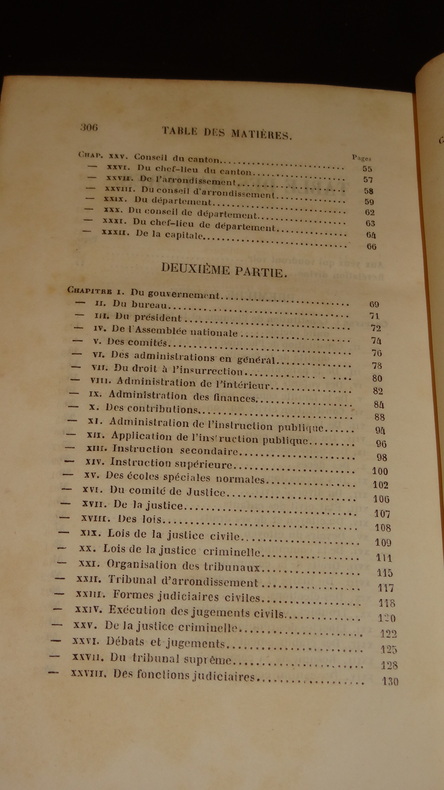 306 TABLE DES MATIÈRES.
Pages
CHAP. XXV. Conseil du canton........ 55
— XXVI. Du chef-lieu du canton........ 57
— XXVII. De l'arrondissement........ 58
— XXVIII. Du conseil d'arrondissement........ 59
— XXIX. Du département........ 62
— XXX. Du conseil de département........ 63
— XXXI. Du chef-lieu de département........ 64
— XXXII. De la capitale........ 66
DEUXIÈME PARTIE.
CHAPITRE I. Du gouvernement........ 69
— II. Du bureau........ 71
— III. Du président........ 72
— IV. De l'Assemblée nationale........ 74
— V. Des comités........ 76
— VI. Des administrations en général........ 78
— VII. Du droit à l'insurrection........ 80
— VIII. Administration de l'intérieur........ 82
— IX. Administration des finances........ 84
— X. Des contributions........ 88
— XI. Administration de l'instruction publique........ 94
— XII. Application de l'instruction publique........ 96
— XIII. Instruction secondaire........ 98
— XIV. Instruction supérieure........ 100
— XV. Des écoles spéciales normales........ 102
— XVI. Du comité de Justice........ 106
— XVII. De la justice........ 107
— XVIII. Des lois........ 108
— XIX. Lois de la justice civile........ 109
— XX. Lois de la justice criminelle........ 111
— XXI. Organisation des tribunaux........ 115
— XXII. Tribunal d'arrondissement........ 117
— XXIII. Formes judiciaires civiles........ 118
— XXIV. Exécution des jugements civils........ 120
— XXV. De la justice criminelle........ 122
— XXVI. Débats et jugements........ 125
— XXVII. Du tribunal suprême........ 128
— XXVIII. Des fonctions judiciaires........ 130